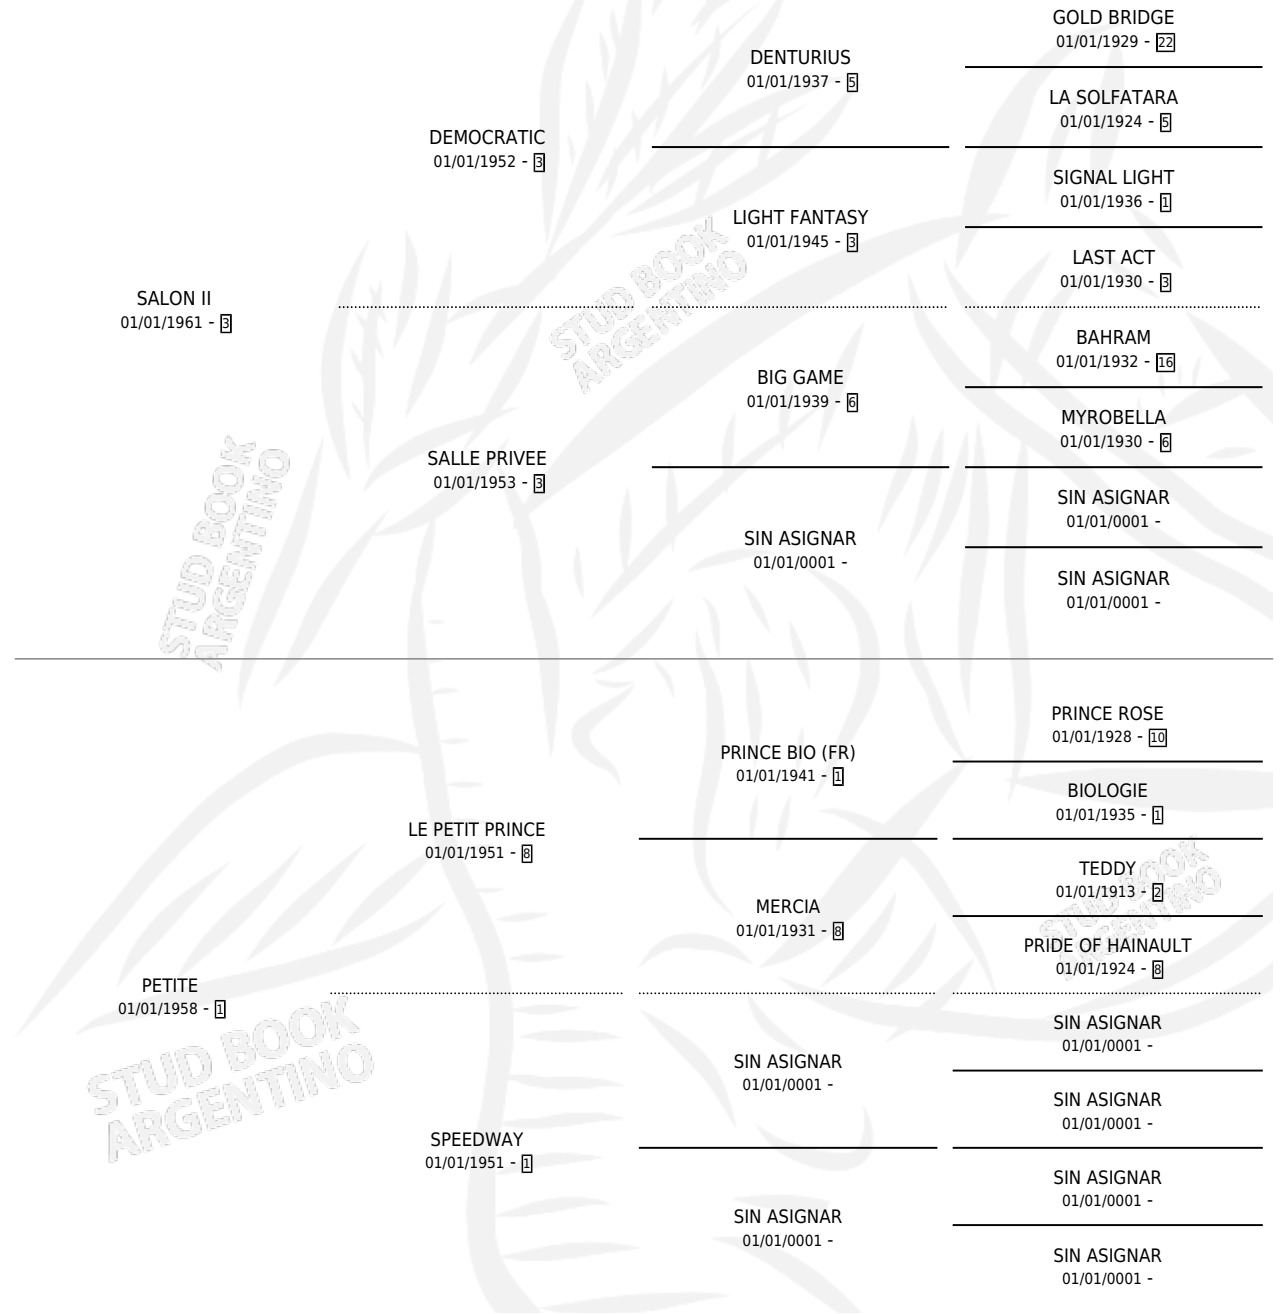 GOLD BRIDGE
01/01/1929 - 22
DENTURIUS
01/01/1937 - 5
LA SOLFATARA
01/01/1924 - 5
DEMOCRATIC
01/01/1952 - 3
SIGNAL LIGHT
01/01/1936 - 1
LIGHT FANTASY
01/01/1945 - 3
LAST ACT
01/01/1930 - 3
SALON II
01/01/1961 - 3
STUD BOOK
ARGENTINO
BAHRAM
01/01/1932 - 16
BIG GAME
01/01/1939 - 6
MYROBELLA
01/01/1930 - 6
SALLE PRIVEE
01/01/1953 - 3
SIN ASIGNAR
01/01/0001 -
SIN ASIGNAR
01/01/0001 -
SIN ASIGNAR
01/01/0001 -
STUD BOOK
ARGENTINO
PRINCE ROSE
01/01/1928 - 10
PRINCE BIO (FR)
01/01/1941 - 1
BIOLOGIE
01/01/1935 - 1
LE PETIT PRINCE
01/01/1951 - 8
TEDDY
01/01/1913 - 2
MERCIA
01/01/1931 - 8
PRIDE OF HAINAULT
01/01/1924 - 8
STUD BOOK
ARGENTINO
PETITE
01/01/1958 - 1
STUD BOOK
ARGENTINO
SIN ASIGNAR
01/01/0001 -
SIN ASIGNAR
01/01/0001 -
SIN ASIGNAR
01/01/0001 -
SPEEDWAY
01/01/1951 - 1
SIN ASIGNAR
01/01/0001 -
SIN ASIGNAR
01/01/0001 -
SIN ASIGNAR
01/01/0001 -